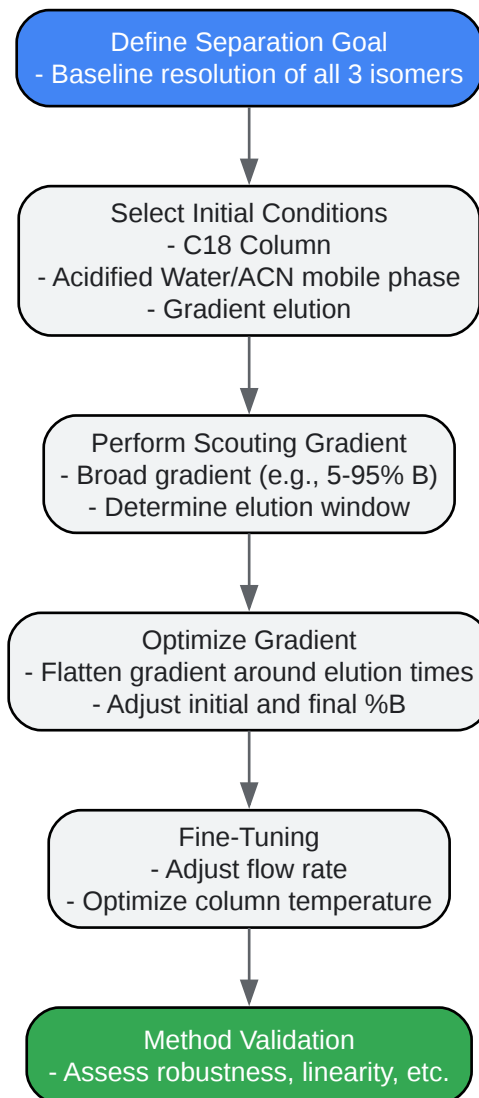 Define Separation Goal
- Baseline resolution of all 3 isomers
Select Initial Conditions
- C18 Column
- Acidified Water/ACN mobile phase
- Gradient elution
Perform Scouting Gradient
- Broad gradient (e.g., 5-95% B)
- Determine elution window
Optimize Gradient
- Flatten gradient around elution times
- Adjust initial and final %B
Fine-Tuning
- Adjust flow rate
- Optimize column temperature
Method Validation
- Assess robustness, linearity, etc.